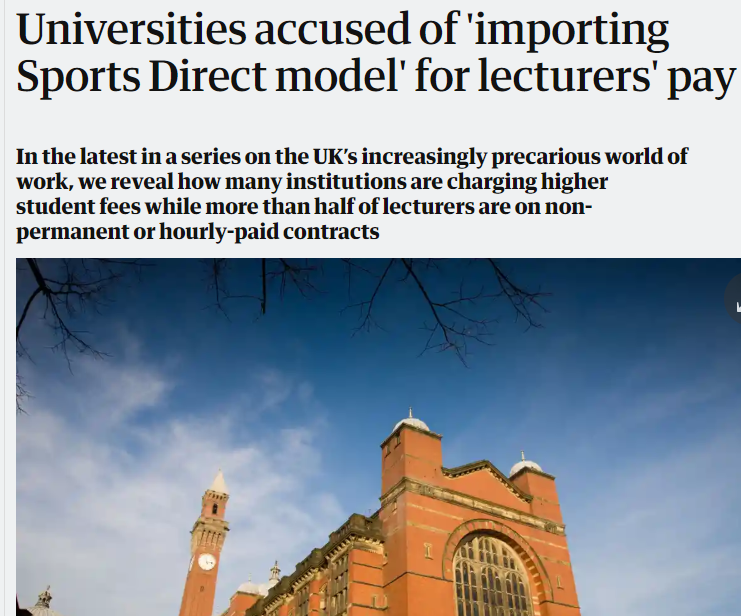 Universities accused of 'importing
Sports Direct model' for lecturers' pay
In the latest in a series on the UK’s increasingly precarious world of
work, we reveal how many institutions are charging higher
student fees while more than half of lecturers are on non-
permanent or hourly-paid contracts